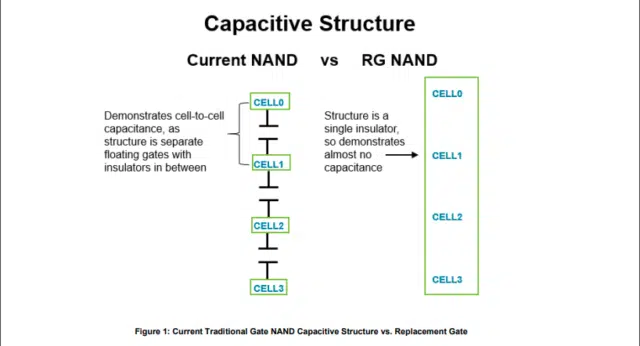 Capacitive Structure
Current NAND vs RG NAND
Demonstrates cell-to-cell
capacitance, as
structure is separate
floating gates with
insulators in between
CELL0
CELL1
CELL2
CELL3
Structure is a
single insulator,
so demonstrates
almost no
capacitance
CELL0
CELL1
CELL2
CELL3
Figure 1: Current Traditional Gate NAND Capacitive Structure vs. Replacement Gate